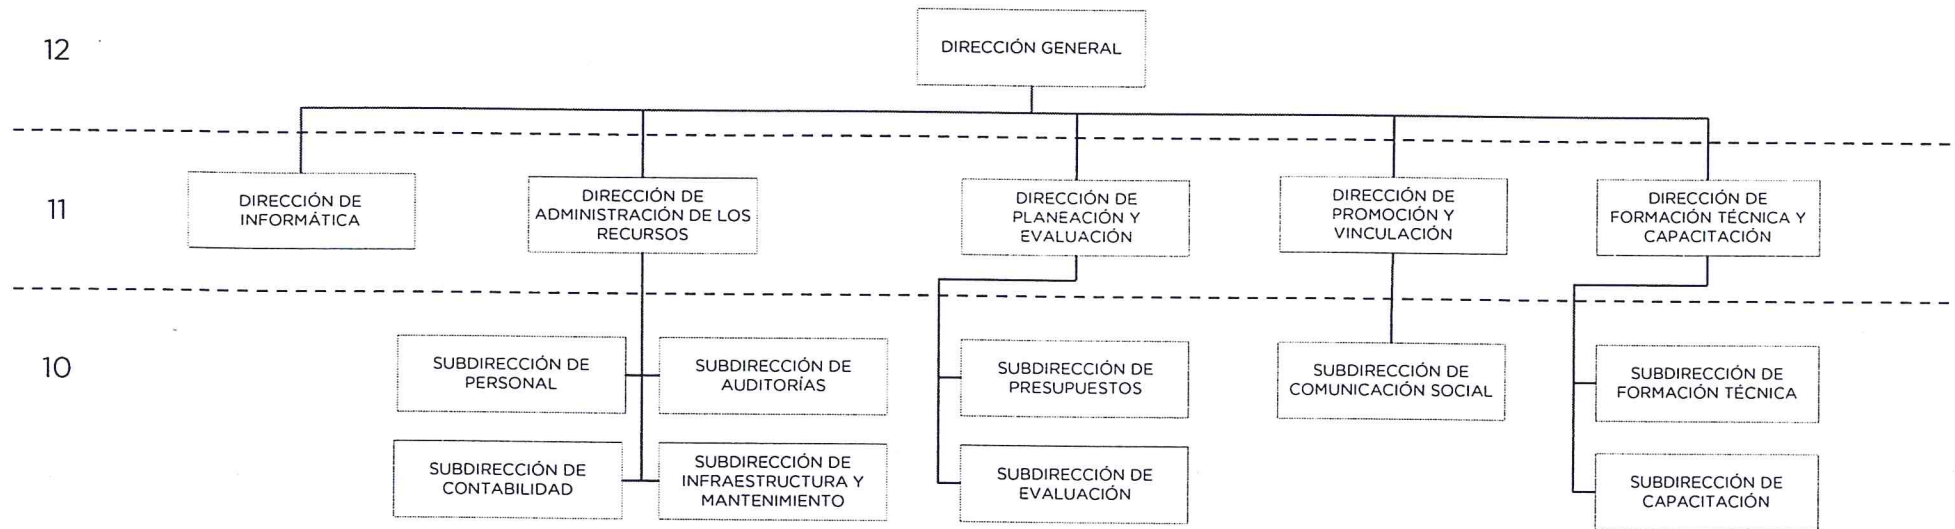 12
DIRECCIÓN GENERAL
11
DIRECCIÓN DE
INFORMÁTICA
DIRECCIÓN DE
ADMINISTRACIÓN DE LOS
RECURSOS
DIRECCIÓN DE
PLANEACIÓN Y
EVALUACIÓN
DIRECCIÓN DE
PROMOCIÓN Y
VINCULACIÓN
DIRECCIÓN DE
FORMACIÓN TÉCNICA Y
CAPACITACIÓN
10
SUBDIRECCIÓN DE
PERSONAL
SUBDIRECCIÓN DE
AUDITORÍAS
SUBDIRECCIÓN DE
PRESUPUESTOS
SUBDIRECCIÓN DE
COMUNICACIÓN SOCIAL
SUBDIRECCIÓN DE
FORMACIÓN TÉCNICA
SUBDIRECCIÓN DE
CONTABILIDAD
SUBDIRECCIÓN DE
INFRAESTRUCTURA Y
MANTENIMIENTO
SUBDIRECCIÓN DE
EVALUACIÓN
SUBDIRECCIÓN DE
CAPACITACIÓN